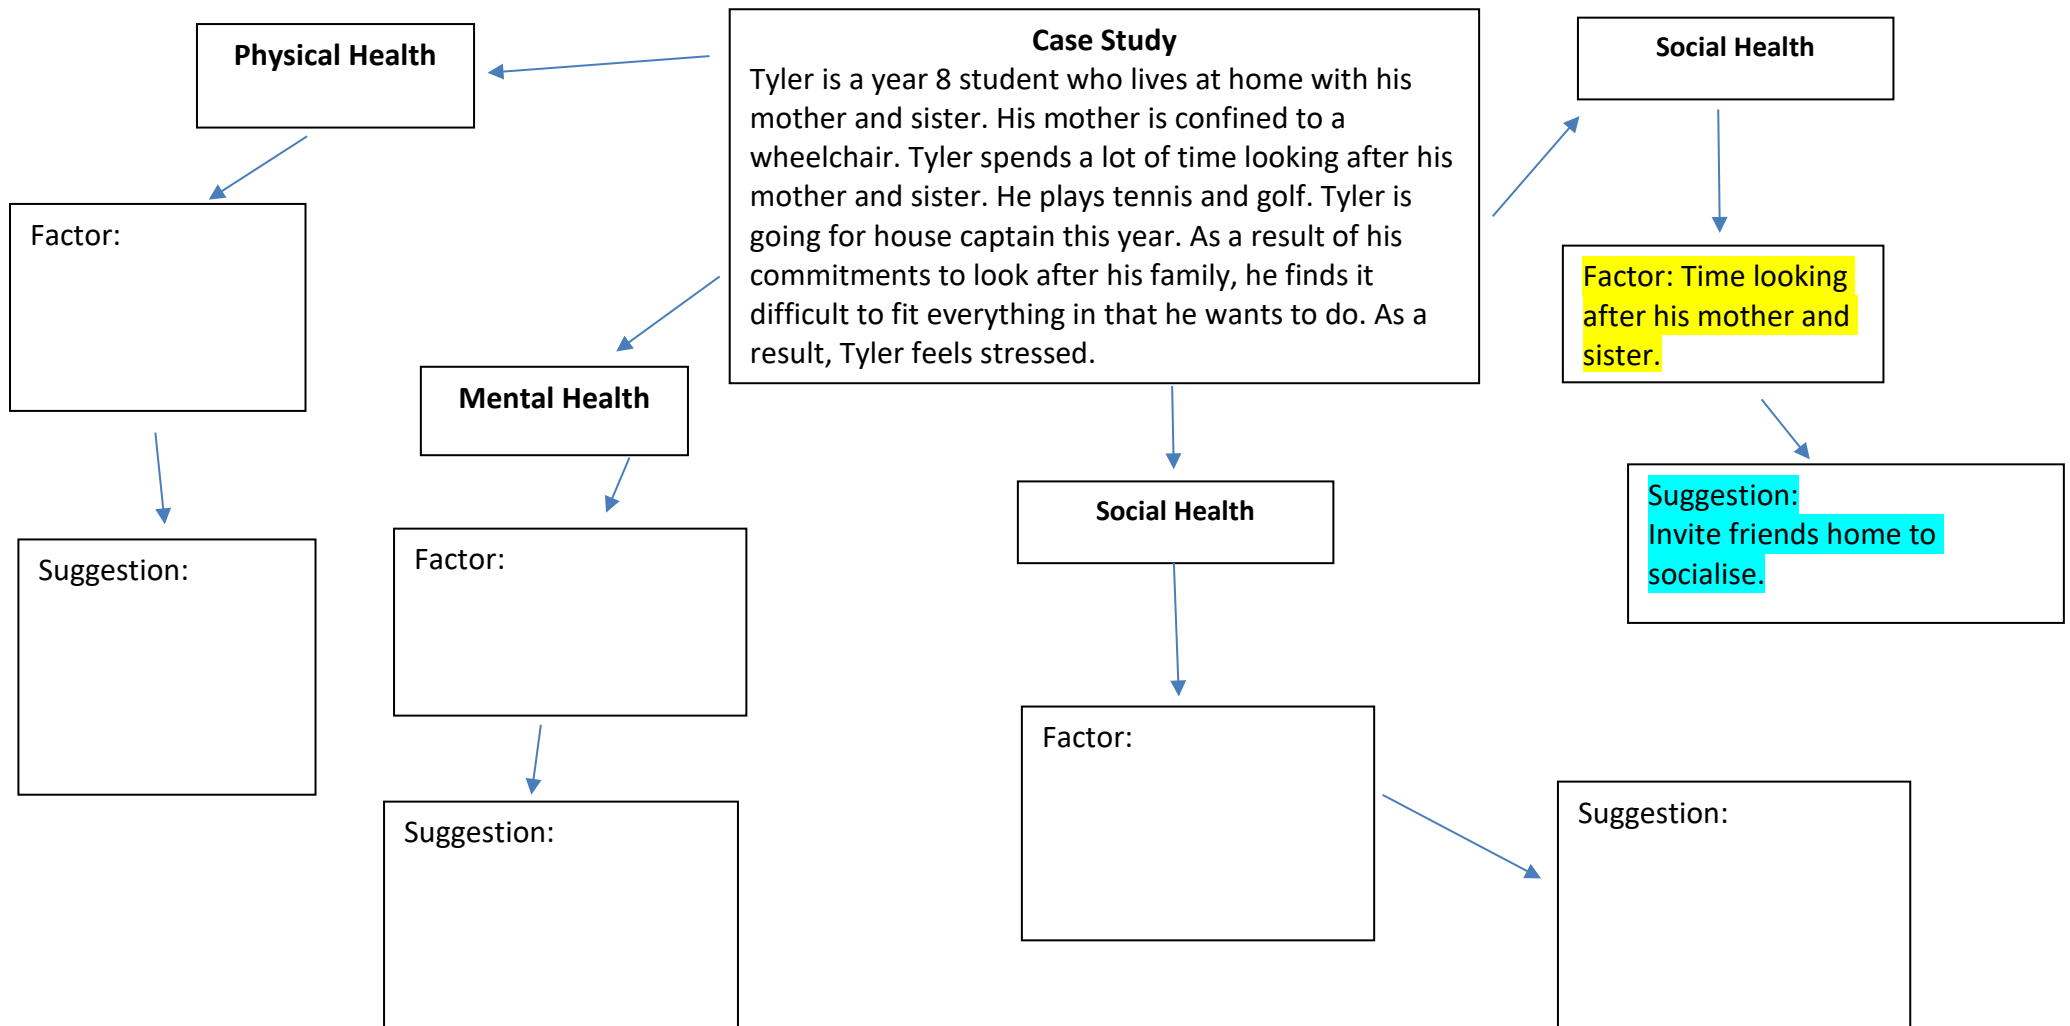 Physical Health
Case Study
Tyler is a year 8 student who lives at home with his
mother and sister. His mother is confined to a
wheelchair. Tyler spends a lot of time looking after his
mother and sister. He plays tennis and golf. Tyler is
going for house captain this year. As a result of his
commitments to look after his family, he finds it
difficult to fit everything in that he wants to do. As a
result, Tyler feels stressed.
Social Health
Factor:
Suggestion:
Mental Health
Factor:
Suggestion:
Social Health
Factor:
Suggestion:
Factor: Time looking
after his mother and
sister.
Suggestion:
Invite friends home to
socialise.